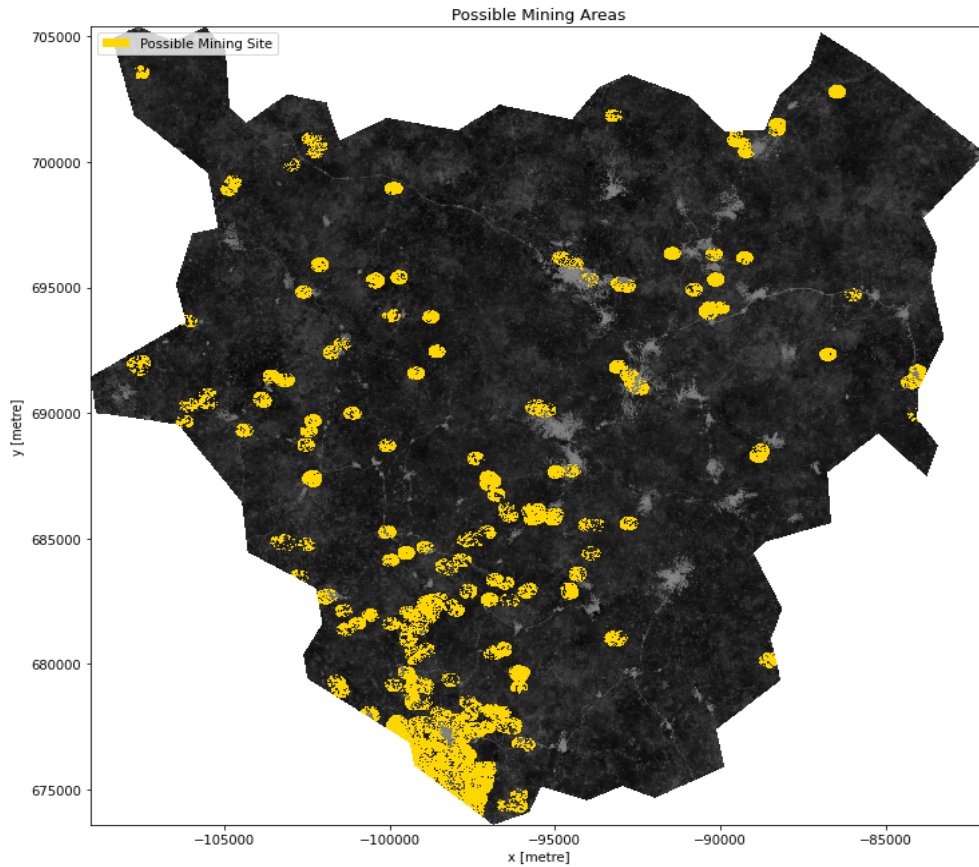 Possible Mining Areas
Possible Mining Site
705000
700000
695000
690000
685000
680000
675000
y [metre]
−105000 −100000 −95000 −90000 −85000
x [metre]